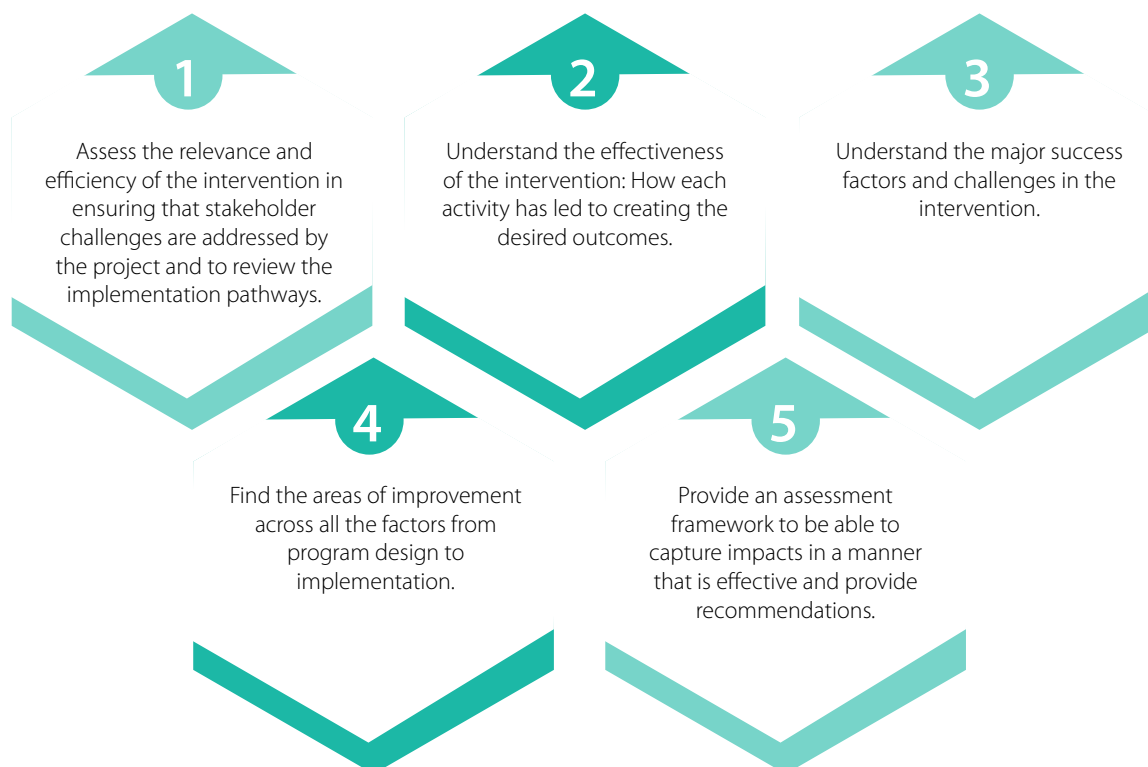 1
Assess the relevance and
efficiency of the intervention in
ensuring that stakeholder
challenges are addressed by
the project and to review the
implementation pathways.
2
Understand the effectiveness
of the intervention: How each
activity has led to creating the
desired outcomes.
3
Understand the major success
factors and challenges in the
intervention.
4
Find the areas of improvement
across all the factors from
program design to
implementation.
5
Provide an assessment
framework to be able to
capture impacts in a manner
that is effective and provide
recommendations.